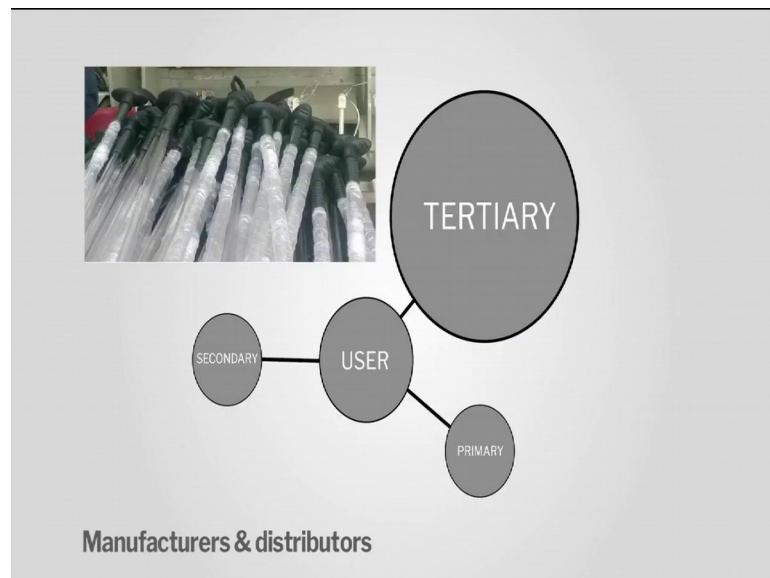 TERTIARY
SECONDARY
USER
PRIMARY
Manufacturers & distributors